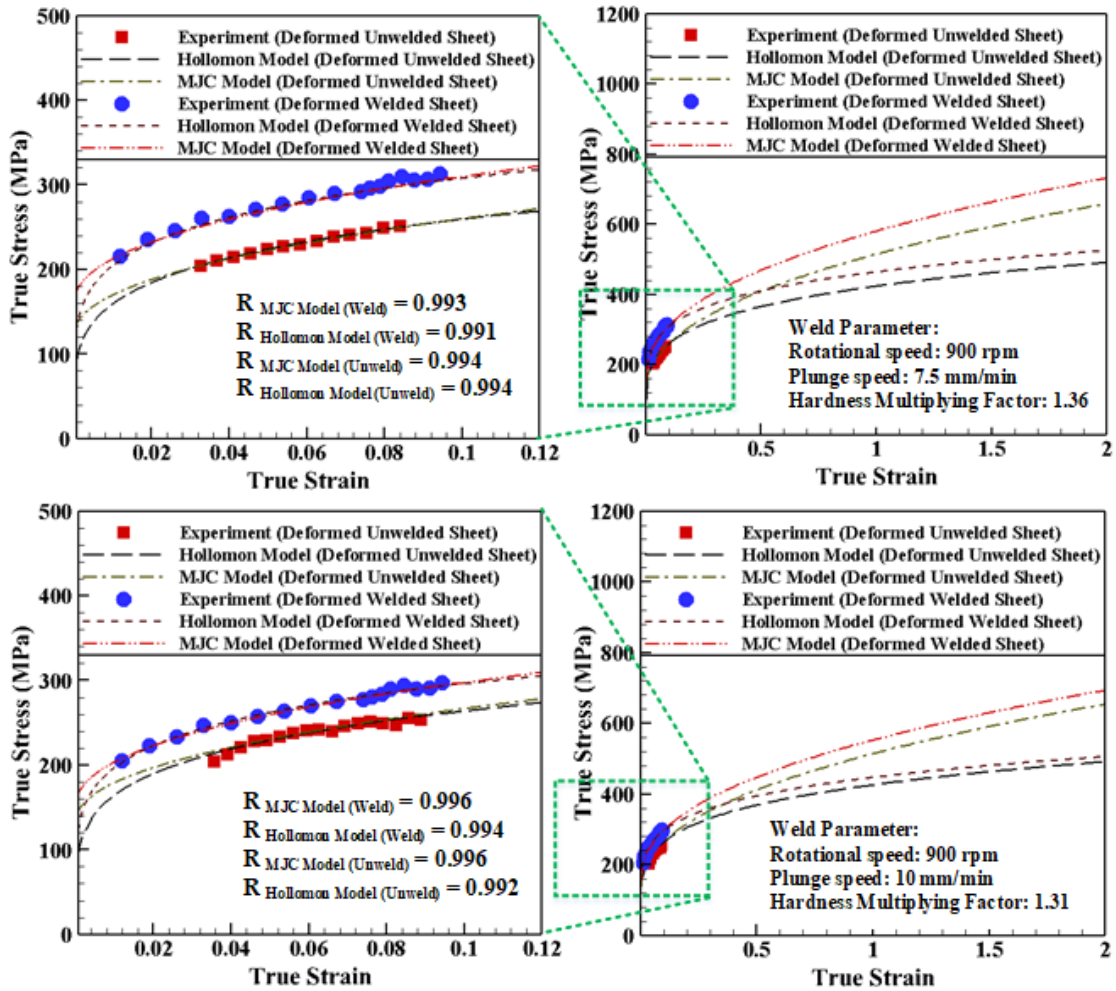 500
400
300
200
100
0
True Stress (MPa)
Experiment (Deformed Unwelded Sheet)
Hollomon Model (Deformed Unwelded Sheet)
MJC Model (Deformed Unwelded Sheet)
Experiment (Deformed Welded Sheet)
Hollomon Model (Deformed Welded Sheet)
MJC Model (Deformed Welded Sheet)
R MJC Model (Weld) = 0.993
R Hollomon Model (Weld) = 0.991
R MJC Model (Unweld) = 0.994
R Hollomon Model (Unweld) = 0.994
0.02 0.04 0.06 0.08 0.1 0.12
True Strain
1200
1000
800
600
400
200
0
True Stress (MPa)
Experiment (Deformed Unwelded Sheet)
Hollomon Model (Deformed Unwelded Sheet)
MJC Model (Deformed Unwelded Sheet)
Experiment (Deformed Welded Sheet)
Hollomon Model (Deformed Welded Sheet)
MJC Model (Deformed Welded Sheet)
Weld Parameter:
Rotational speed: 900 rpm
Plunge speed: 7.5 mm/min
Hardness Multiplying Factor: 1.36
0.5 1 1.5 2
True Strain
500
400
300
200
100
0
True Stress (MPa)
Experiment (Deformed Unwelded Sheet)
Hollomon Model (Deformed Unwelded Sheet)
MJC Model (Deformed Unwelded Sheet)
Experiment (Deformed Welded Sheet)
Hollomon Model (Deformed Welded Sheet)
MJC Model (Deformed Welded Sheet)
R MJC Model (Weld) = 0.996
R Hollomon Model (Weld) = 0.994
R MJC Model (Unweld) = 0.996
R Hollomon Model (Unweld) = 0.992
0.02 0.04 0.06 0.08 0.1 0.12
True Strain
1200
1000
800
600
400
200
0
True Stress (MPa)
Experiment (Deformed Unwelded Sheet)
Hollomon Model (Deformed Unwelded Sheet)
MJC Model (Deformed Unwelded Sheet)
Experiment (Deformed Welded Sheet)
Hollomon Model (Deformed Welded Sheet)
MJC Model (Deformed Welded Sheet)
Weld Parameter:
Rotational speed: 900 rpm
Plunge speed: 10 mm/min
Hardness Multiplying Factor: 1.31
0.5 1 1.5 2
True Strain